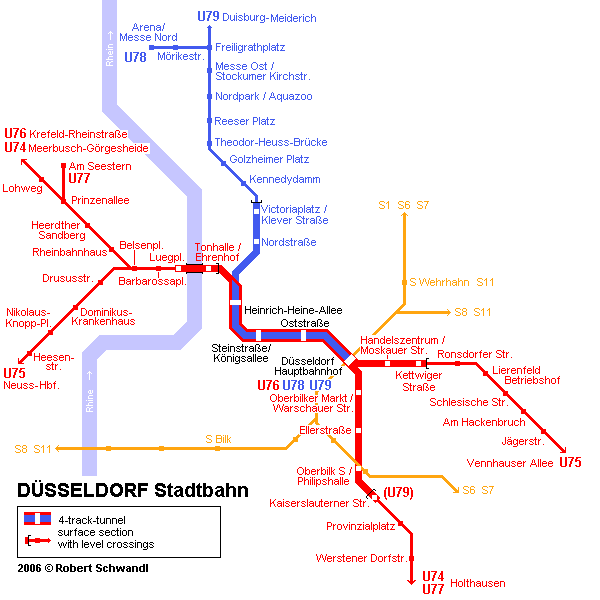 U79 Duisburg-Meiderich
Arena/
Messe Nord
U78
Mörikestr.
Freiligrathplatz
Messe Ost /
Stockumer Kirchstr.
Nordpark / Aquazoo
Reeser Platz
Theodor-Heuss-Brücke
Golzheimer Platz
Kennedydamm
Rhein →
U76 Krefeld-Rheinstraße
U74 Meerbusch-Görgesheide
Am Seestern
U77
Lohweg
Prinzenallee
Heerdther
Sandberg
Rheinbahnhaus
Belsenpl.
Luegpl.
Tonhalle /
Ehrenhof
Barbarossapl.
Drususstr.
Nikolaus-
Knopp-Pl.
Dominikus-
Krankenhaus
U75
Neuss-Hbf.
Heesen-
str.
Victoriaplatz /
Klever Straße
Nordstraße
S1 S6 S7
S Wehrhahn S11
S8 S11
Heinrich-Heine-Allee
Oststraße
Steinstraße/
Königsallee
Düsseldorf
Hauptbahnhof
U76 U78 U79
Handelszentrum /
Moskauer Str.
Kettwiger
Straße
Ronsdorfer Str.
Lierenfeld
Betriebshof
Schlesische Str.
Am Hackenbruch
Jägerstr.
Vennhauser Allee U75
Oberbilker Markt /
Warschauer Str.
Ellerstraße
Rhine →
S8 S11
S Bilk
Oberbilk S /
Philipshalle
S6 S7
(U79)
Kaiserslauterner Str.
Provinzialplatz
Werstener Dorfstr.
U74
U77
Holthausen
DÜSSELDORF Stadtbahn
4-track-tunnel
surface section
with level crossings
2006 © Robert Schwandl